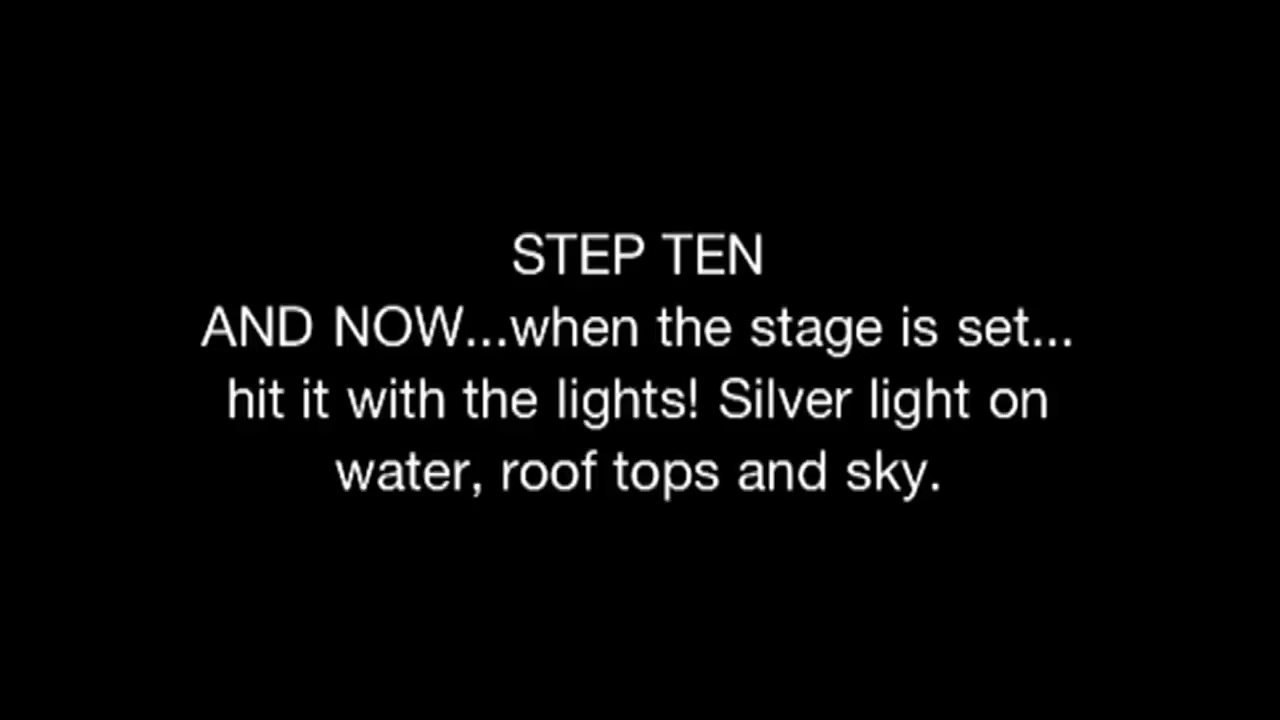 STEP TEN
AND NOW...when the stage is set...
hit it with the lights! Silver light on
water, roof tops and sky.